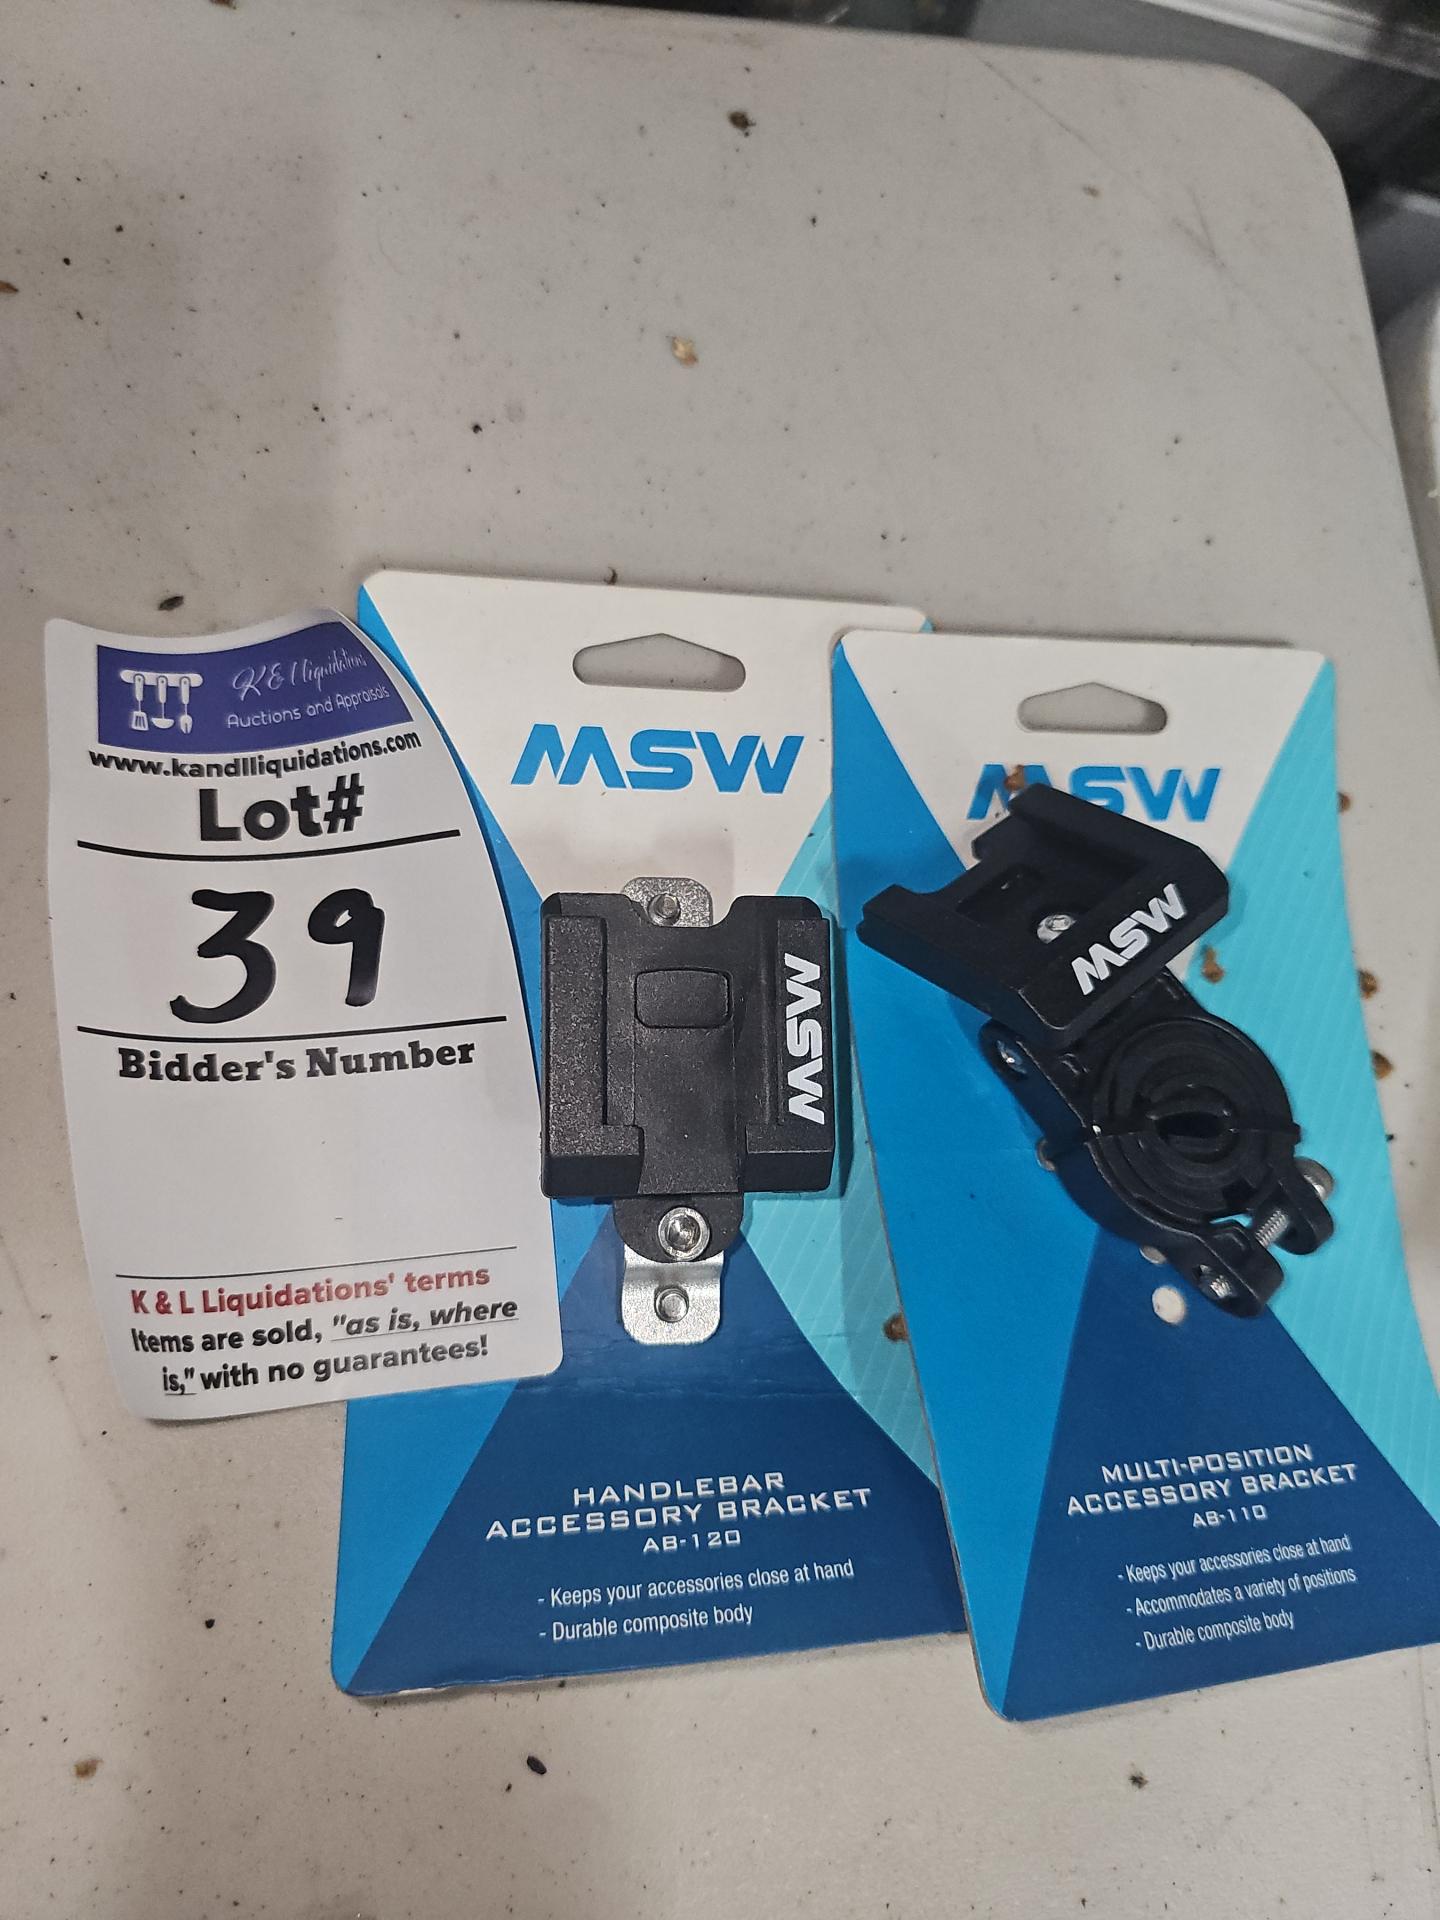 K & L Liquidations
Auctions and Appraisals
www.kandlliquidations.com
Lot#
39
Bidder's Number
K & L Liquidations' terms
Items are sold, "as is, where
is," with no guarantees!
MSW
MSW
HANDLEBAR
ACCESSORY BRACKET
AB-120
- Keeps your accessories close at hand
- Durable composite body
MSW
MSW
MULTI-POSITION
ACCESSORY BRACKET
AB-110
- Keeps your accessories close at hand
- Accommodates a variety of positions
- Durable composite body